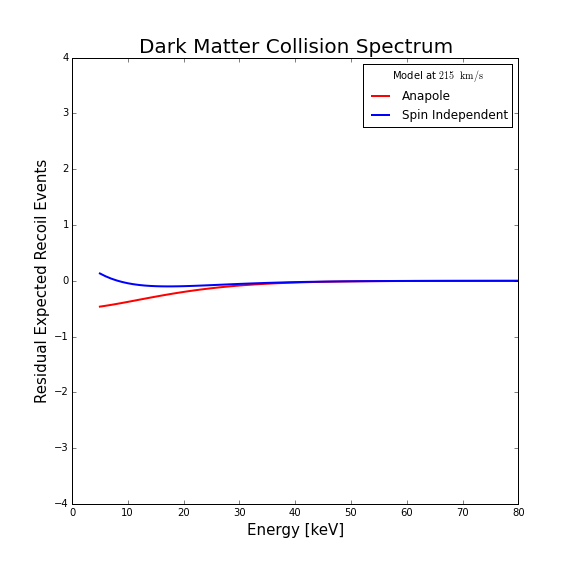 Dark Matter Collision Spectrum
Model at 215 km/s
Anapole
Spin Independent
Residual Expected Recoil Events
4
3
2
1
0
−1
−2
−3
−4
0 10 20 30 40 50 60 70 80
Energy [keV]